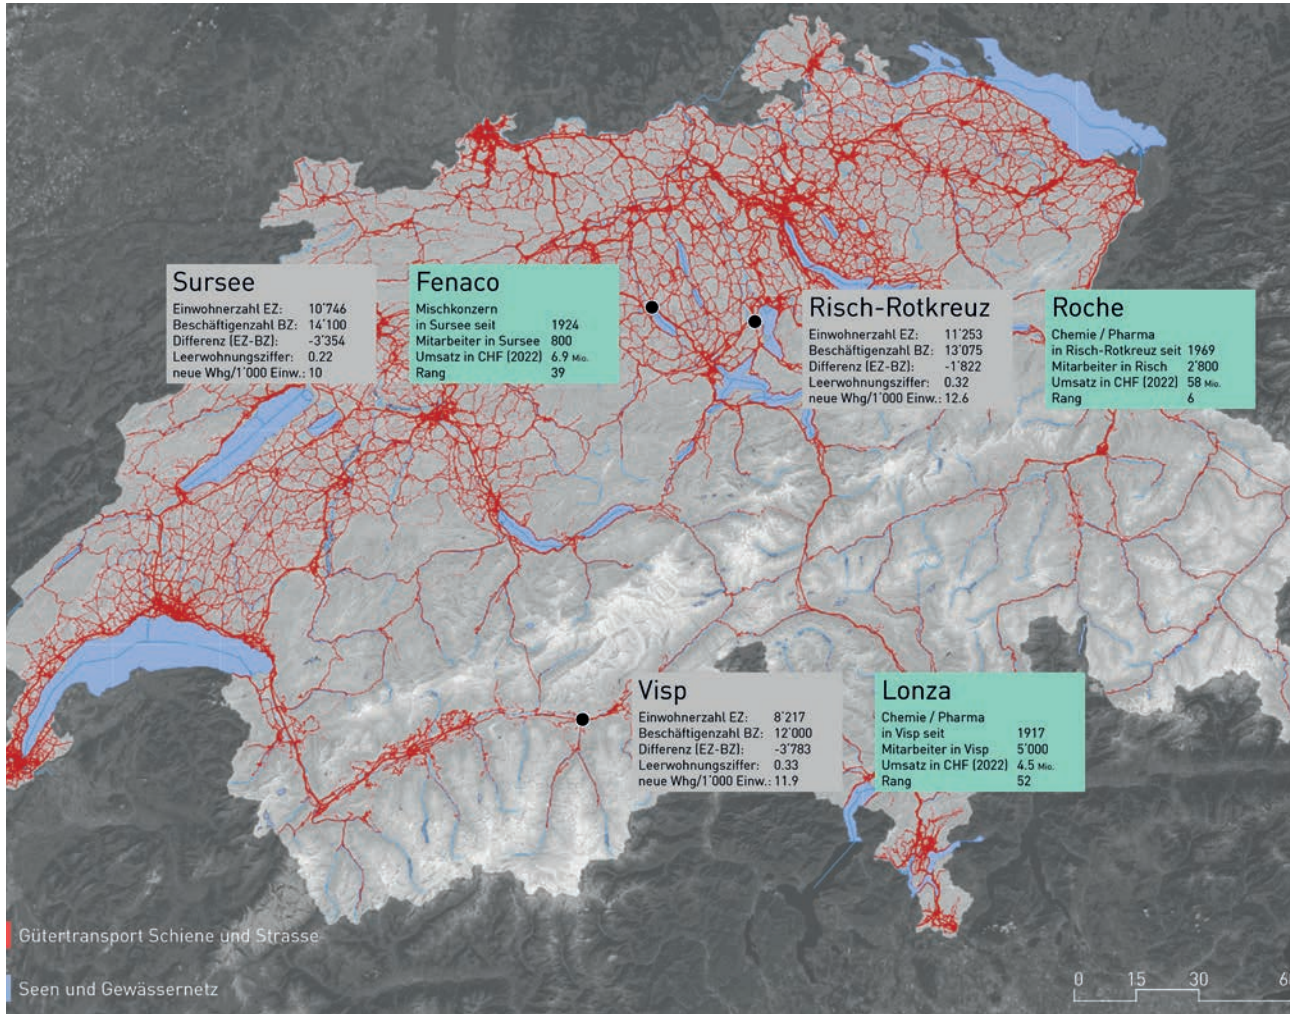 Sursee
Einwohnerzahl EZ: 10'746
Beschäftigenzahl BZ: 14'100
Differenz (EZ-BZ): -3'354
Leerwohnungsziffer: 0.22
neue Whg/1'000 Einw.: 10
Fenaco
Mischkonzern
in Sursee seit 1924
Mitarbeiter in Sursee 800
Umsatz in CHF (2022) 6.9 Mio.
Rang 39
Risch-Rotkreuz
Einwohnerzahl EZ: 11'253
Beschäftigenzahl BZ: 13'075
Differenz (EZ-BZ): -1'822
Leerwohnungsziffer: 0.32
neue Whg/1'000 Einw.: 12.6
Roche
Chemie / Pharma
in Risch-Rotkreuz seit 1969
Mitarbeiter in Risch 2'800
Umsatz in CHF (2022) 58 Mio.
Rang 6
Visp
Einwohnerzahl EZ: 8'217
Beschäftigenzahl BZ: 12'000
Differenz (EZ-BZ): -3'783
Leerwohnungsziffer: 0.33
neue Whg/1'000 Einw.: 11.9
Lonza
Chemie / Pharma
in Visp seit 1917
Mitarbeiter in Visp 5'000
Umsatz in CHF (2022) 4.5 Mio.
Rang 52
Gütertransport Schiene und Strasse
Seen und Gewässernetz
0 15 30